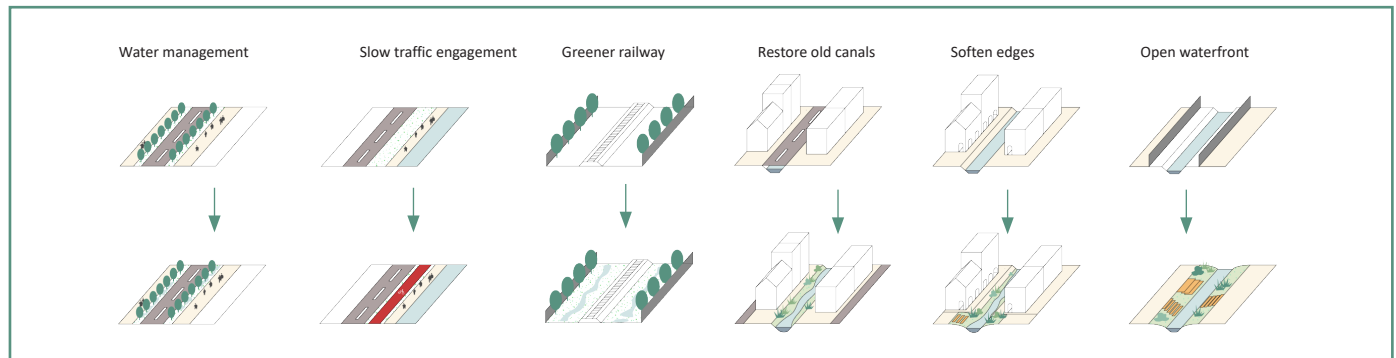 Water management
Slow traffic engagement
Greener railway
Restore old canals
Soften edges
Open waterfront